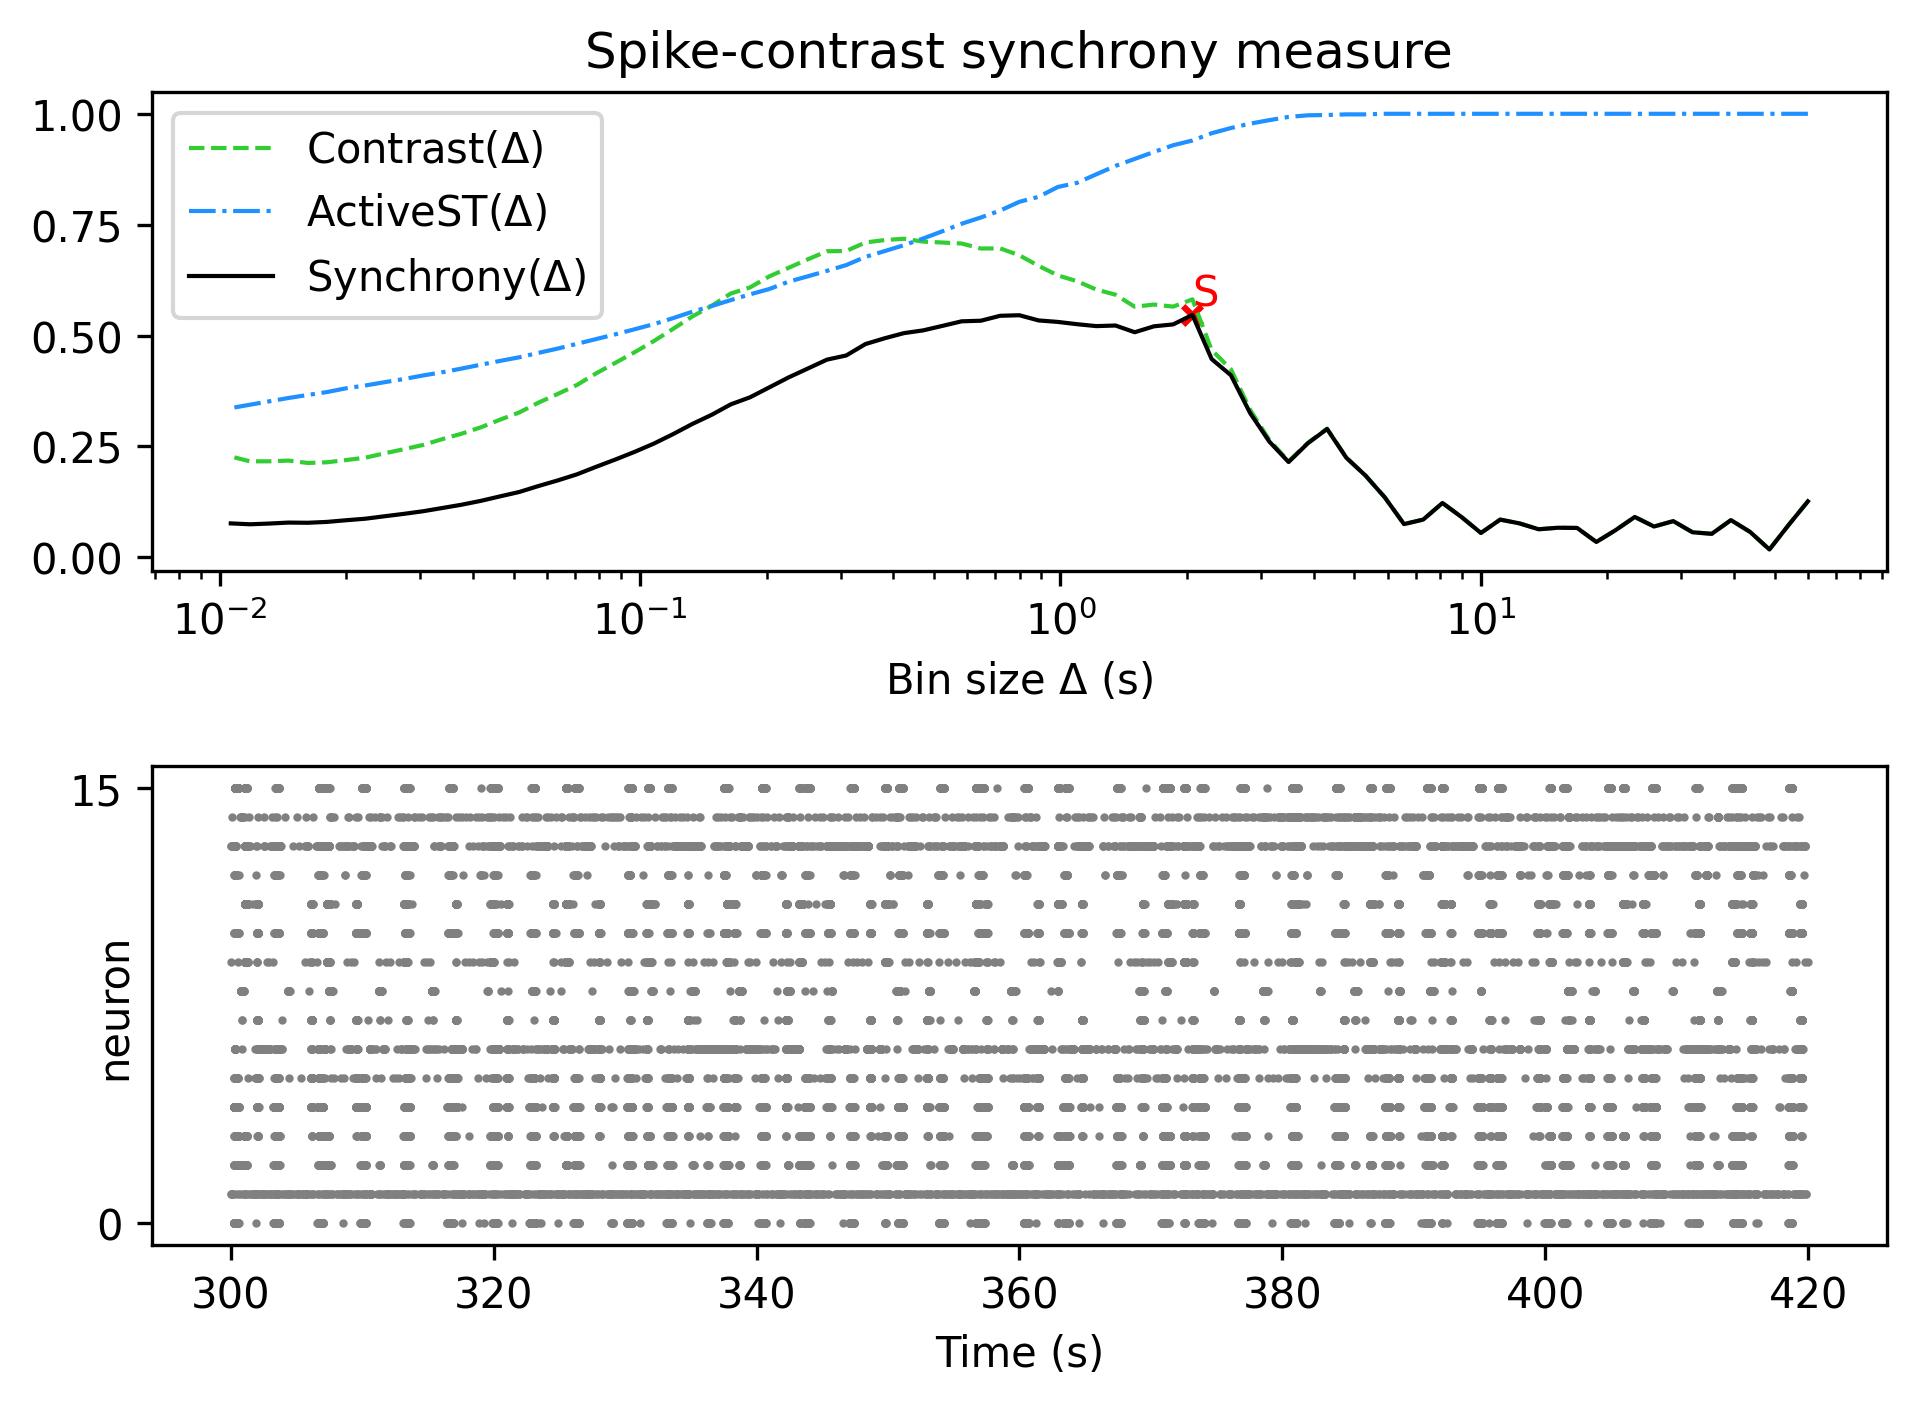 Spike-contrast synchrony measure
1.00
0.75
0.50
0.25
0.00
Contrast(Δ)
ActiveST(Δ)
Synchrony(Δ)
S
10⁻² 10⁻¹ 10⁰ 10¹
Bin size Δ (s)
15
0
neuron
300 320 340 360 380 400 420
Time (s)